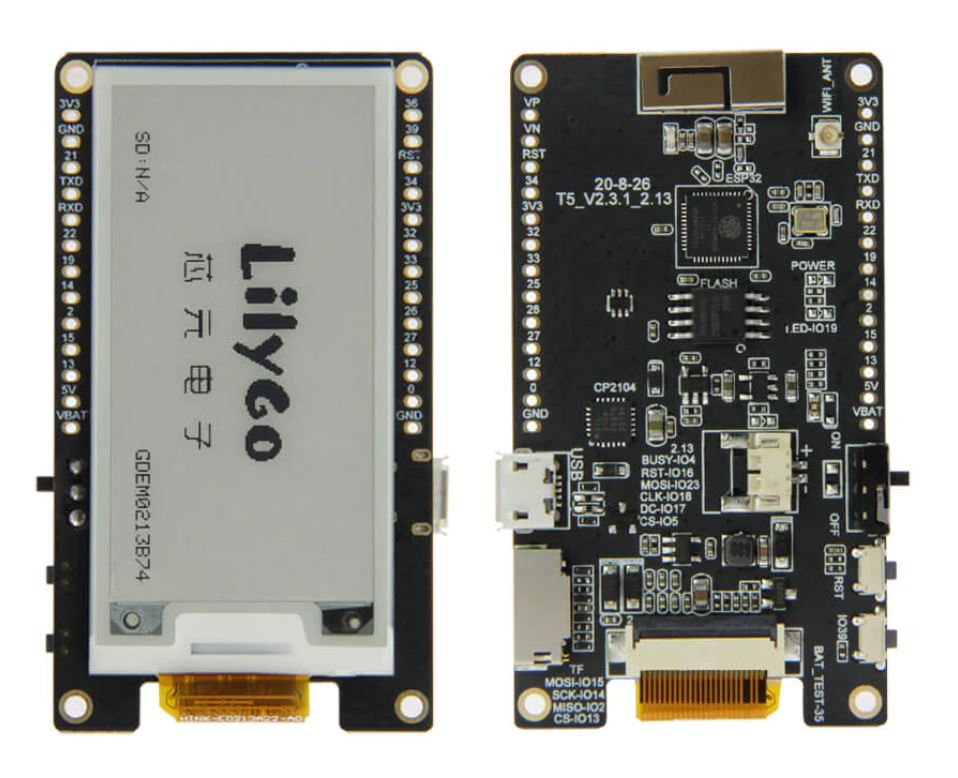 3V3
GND
21
TXD
RXD
22
19
14
2
15
13
5V
VBAT
SD:N/A
LilyGo
芯元电子
GDEM0213B74
36
39
RST
34
3V3
32
33
25
26
27
12
0
GND
HINK-E0213A22-A0
VP
VN
RST
34
3V3
32
33
25
26
27
12
0
GND
WIFI_ANT
ESP32
20-8-26
T5_V2.3.1_2.13
FLASH
POWER
LED-IO19
CP2104
3V3
GND
21
TXD
RXD
22
19
14
2
15
13
5V
VBAT
USB
2.13
BUSY-IO4
RST-IO16
MOSI-IO23
CLK-IO18
DC-IO17
CS-IO5
+
-
ON
OFF
RST
IO39
BAT_TEST-35
TF
MOSI-IO15
SCK-IO14
MISO-IO2
CS-IO13